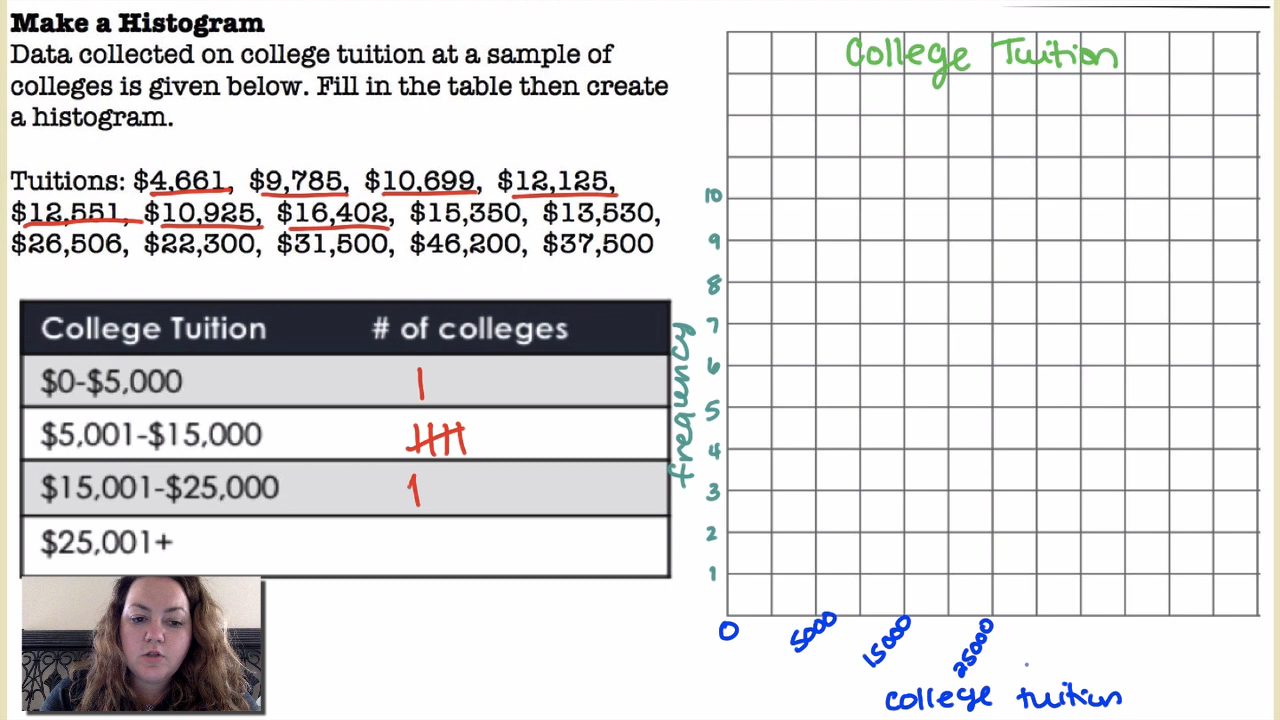 Make a Histogram
Data collected on college tuition at a sample of
colleges is given below. Fill in the table then create
a histogram.
Tuitions: $4,661, $9,785, $10,699, $12,125,
$12,551, $10,925, $16,402, $15,350, $13,530,
$26,506, $22,300, $31,500, $46,200, $37,500
College Tuition # of colleges
$0-$5,000
$5,001-$15,000
$15,001-$25,000
$25,001+
College Tuition
frequency
10
9
8
7
6
5
4
3
2
1
0 5000 15000 25000
college tuition